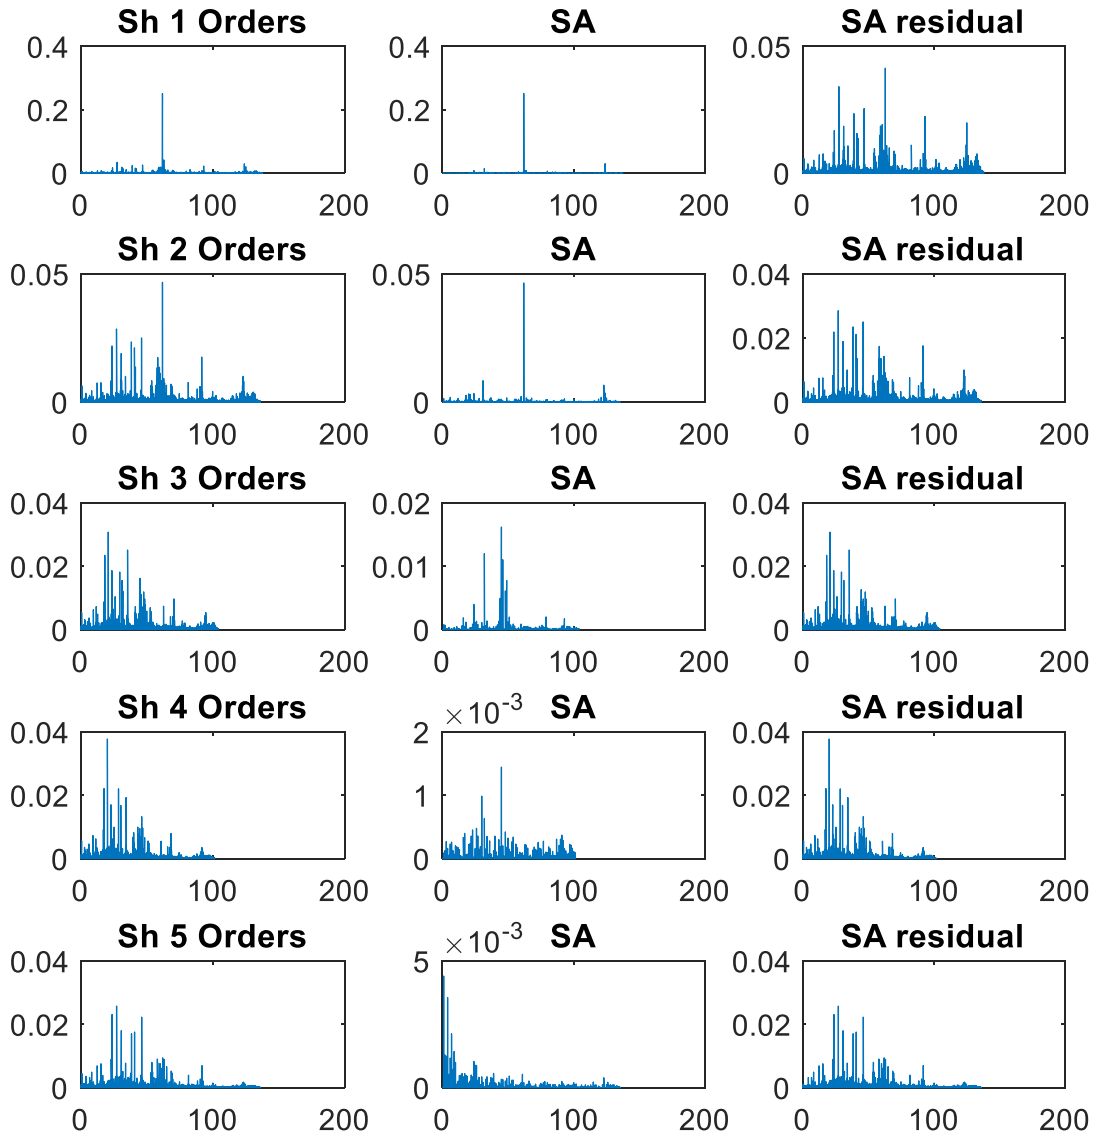 Sh 1 Orders SA SA residual
0.4 0.4 0.05
0.2 0.2
0 0 0
0 100 200 0 100 200 0 100 200
Sh 2 Orders SA SA residual
0.05 0.05 0.04
0.02
0 0 0
0 100 200 0 100 200 0 100 200
Sh 3 Orders SA SA residual
0.04 0.02 0.04
0.02 0.01 0.02
0 0 0
0 100 200 0 100 200 0 100 200
Sh 4 Orders ×10⁻³ SA SA residual
0.04 2 0.04
0.02 1 0.02
0 0 0
0 100 200 0 100 200 0 100 200
Sh 5 Orders ×10⁻³ SA SA residual
0.04 5 0.04
0.02 0.02
0 0 0
0 100 200 0 100 200 0 100 200